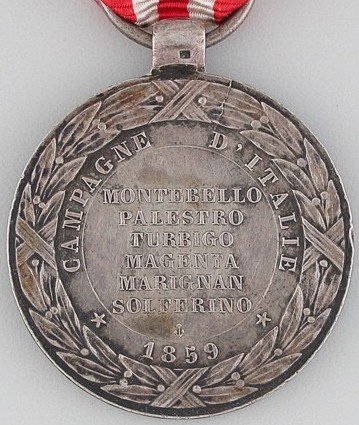 CAMPAGNE D'ITALIE
MONTEBELLO
PALESTRO
TURBIGO
MAGENTA
MARIGNAN
SOLFERINO
1859